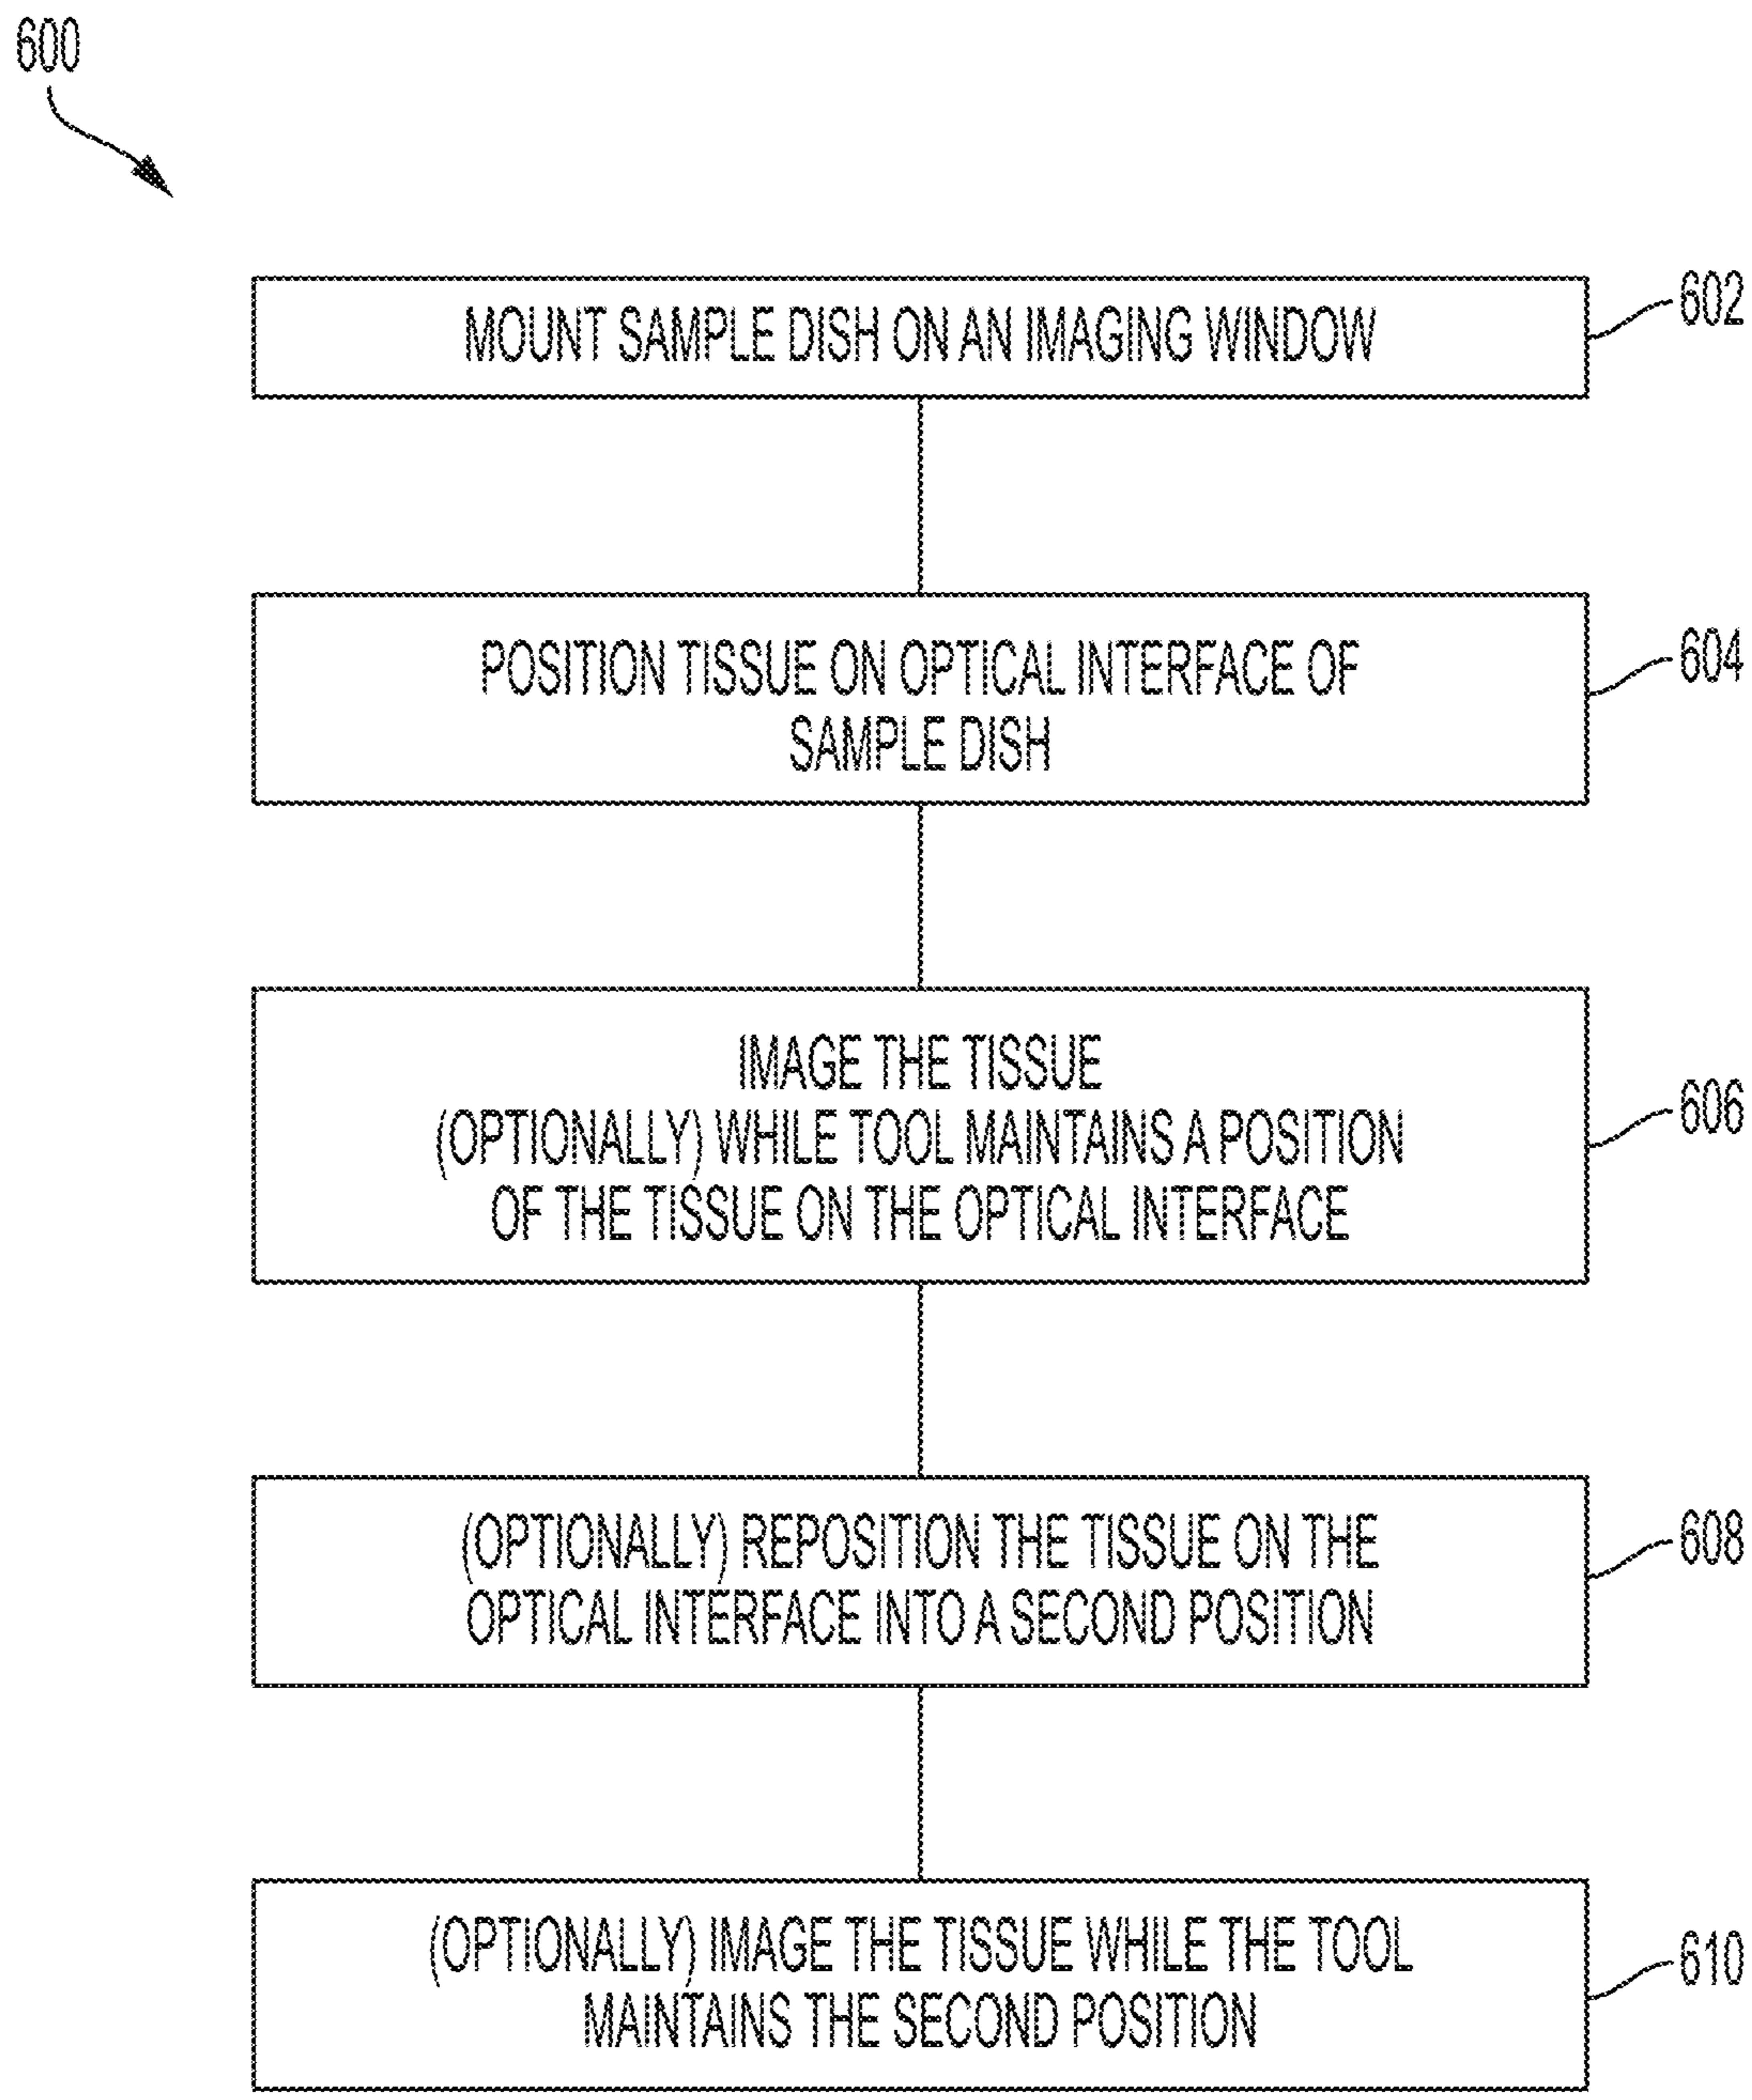 600
MOUNT SAMPLE DISH ON AN IMAGING WINDOW
602
POSITION TISSUE ON OPTICAL INTERFACE OF
SAMPLE DISH
604
IMAGE THE TISSUE
(OPTIONALLY) WHILE TOOL MAINTAINS A POSITION
OF THE TISSUE ON THE OPTICAL INTERFACE
606
(OPTIONALLY) REPOSITION THE TISSUE ON THE
OPTICAL INTERFACE INTO A SECOND POSITION
608
(OPTIONALLY) IMAGE THE TISSUE WHILE THE TOOL
MAINTAINS THE SECOND POSITION
610